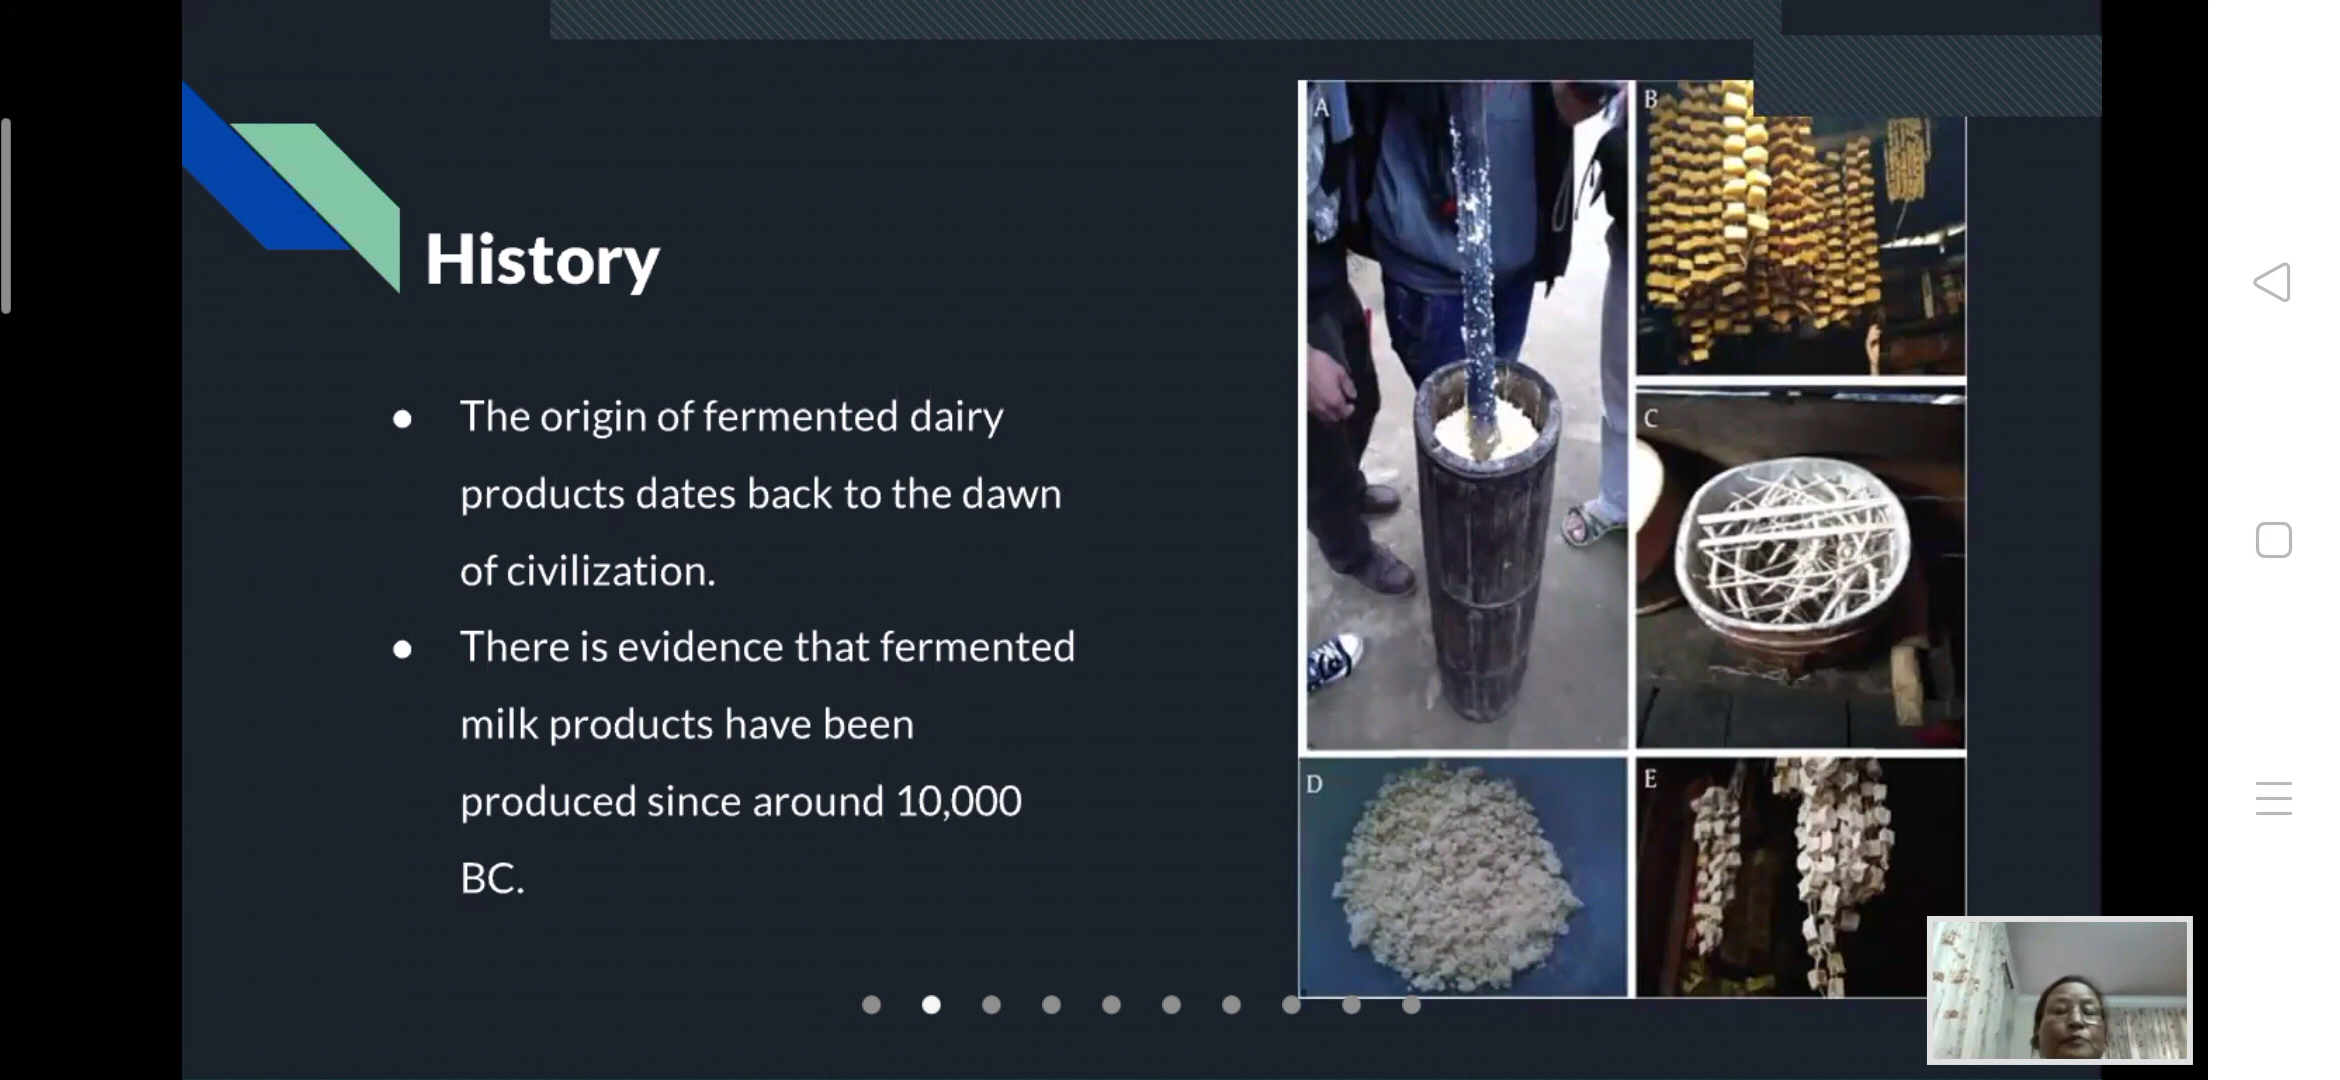 History
● The origin of fermented dairy
products dates back to the dawn
of civilization.
● There is evidence that fermented
milk products have been
produced since around 10,000
BC.
A
B
C
D
E